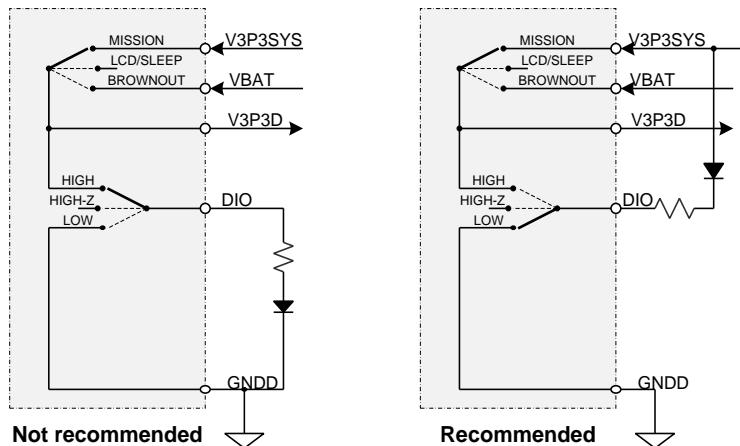 MISSION
V3P3SYS
LCD/SLEEP
BROWNOUT
VBAT
V3P3D
HIGH
HIGH-Z
DIO
LOW
GNDD
Not recommended
MISSION
V3P3SYS
LCD/SLEEP
BROWNOUT
VBAT
V3P3D
HIGH
HIGH-Z
DIO
LOW
GNDD
Recommended